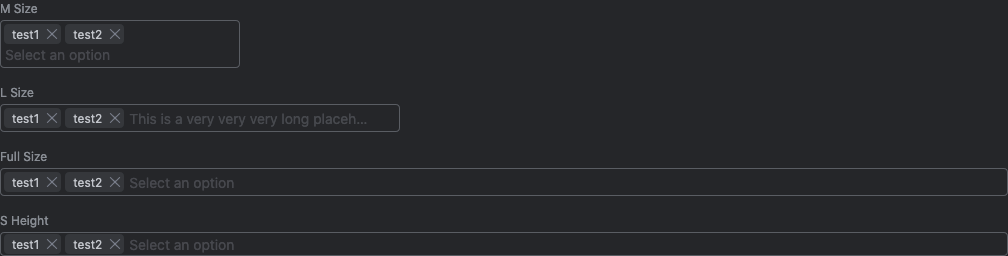 M Size
test1 test2
Select an option
L Size
test1 test2 This is a very very very long placeh...
Full Size
test1 test2 Select an option
S Height
test1 test2 Select an option